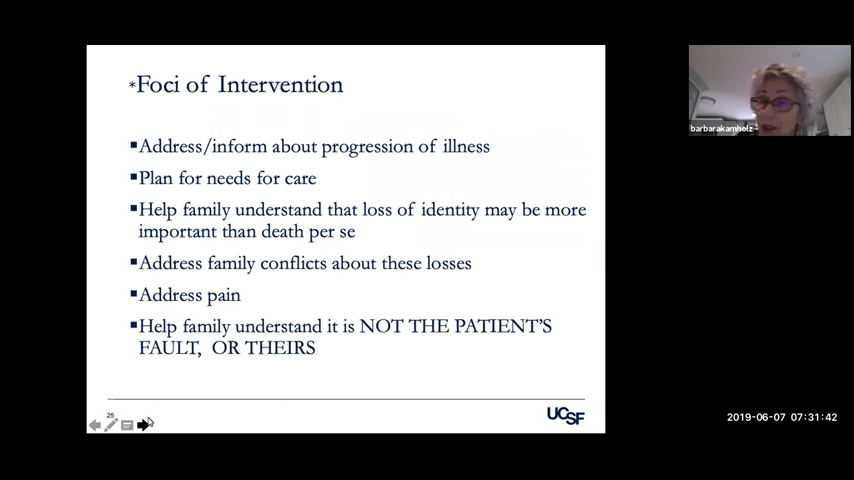 *Foci of Intervention
▪Address/inform about progression of illness
▪Plan for needs for care
▪Help family understand that loss of identity may be more
important than death per se
▪Address family conflicts about these losses
▪Address pain
▪Help family understand it is NOT THE PATIENT'S
FAULT, OR THEIRS
25
UCSF
barbarakamholz
2019-06-07 07:31:42